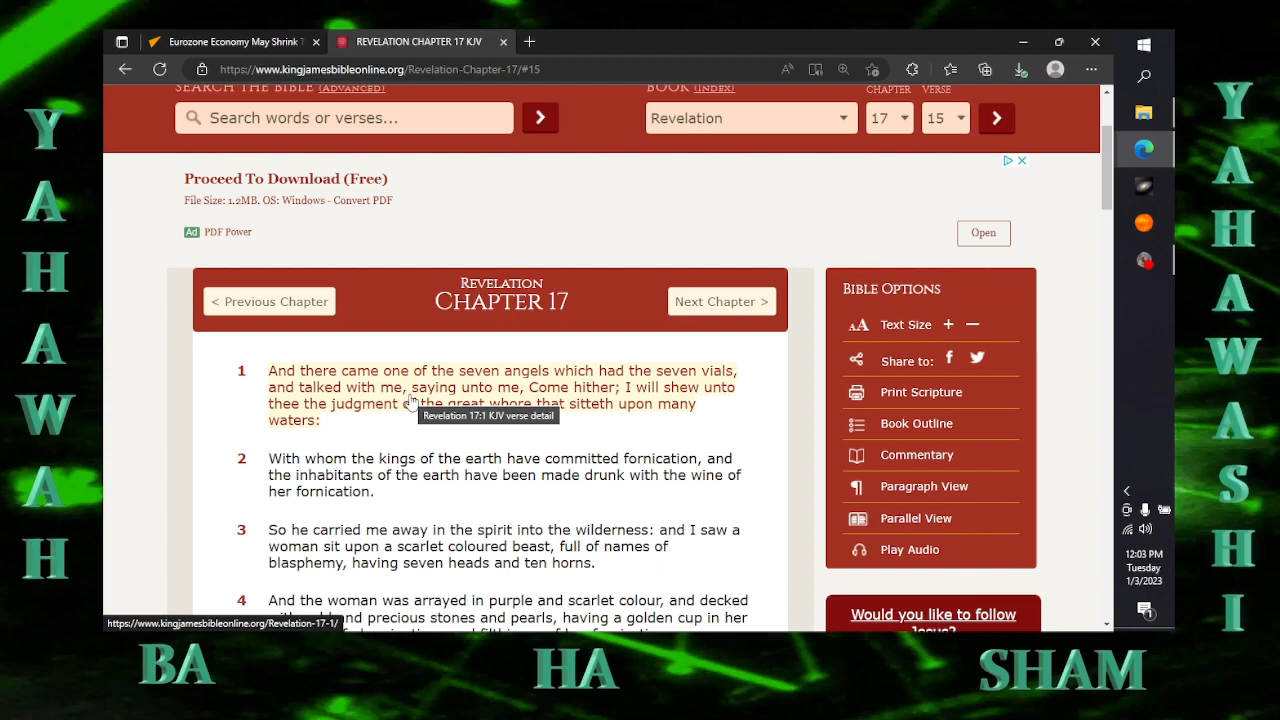 Eurozone Economy May Shrink T
REVELATION CHAPTER 17 KJV
https://www.kingjamesbibleonline.org/Revelation-Chapter-17/#15
SEARCH THE BIBLE (ADVANCED)
BOOK (INDEX)
CHAPTER
VERSE
Search words or verses...
Revelation
17
15
Proceed To Download (Free)
File Size: 1.2MB. OS: Windows - Convert PDF
Ad PDF Power
Open
REVELATION
CHAPTER 17
< Previous Chapter
Next Chapter >
1 And there came one of the seven angels which had the seven vials,
and talked with me, saying unto me, Come hither; I will shew unto
thee the judgment of the great whore that sitteth upon many
waters:
Revelation 17:1 KJV verse detail
2 With whom the kings of the earth have committed fornication, and
the inhabitants of the earth have been made drunk with the wine of
her fornication.
3 So he carried me away in the spirit into the wilderness: and I saw a
woman sit upon a scarlet coloured beast, full of names of
blasphemy, having seven heads and ten horns.
4 And the woman was arrayed in purple and scarlet colour, and decked
and precious stones and pearls, having a golden cup in her
BIBLE OPTIONS
Text Size + −
Share to:
Print Scripture
Book Outline
Commentary
Paragraph View
Parallel View
Play Audio
Would you like to follow
Jesus?
https://www.kingjamesbibleonline.org/Revelation-17-1/
12:03 PM
Tuesday
1/3/2023
1
YAHAWAH
YAHAWASHI
BA HA SHAM